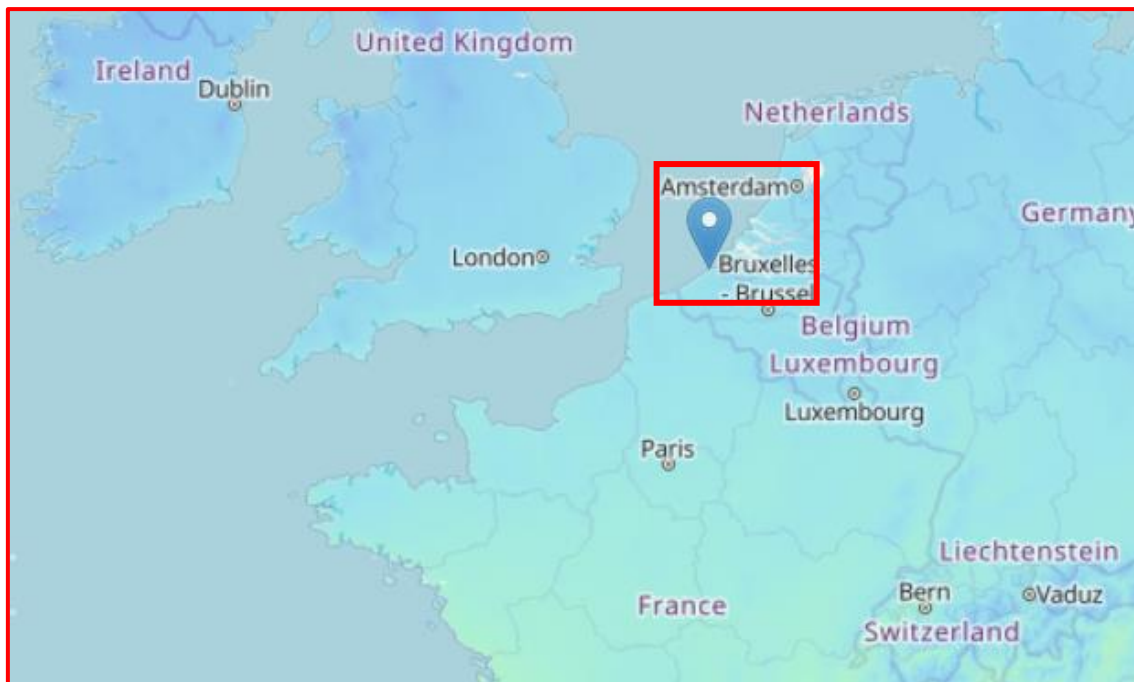 United Kingdom
Ireland
Dublin
Netherlands
Amsterdam
Germany
London
Bruxelles
- Brussel
Belgium
Luxembourg
Luxembourg
Paris
Liechtenstein
Bern
Vaduz
France
Switzerland